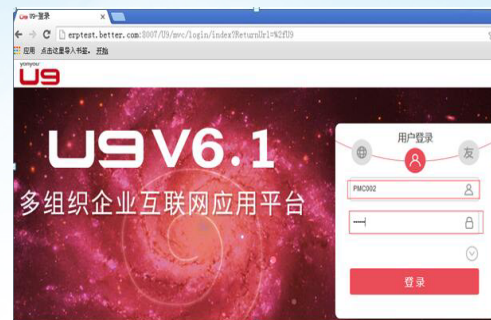 U9-登录
erptest.better.com:8007/U9/mvc/login/index?ReturnUrl=%2fU9
应用 点击这里导入书签。 开始
yonyou
U9
U9 V6.1
多组织企业互联网应用平台
用户登录
友
PMC002
登录